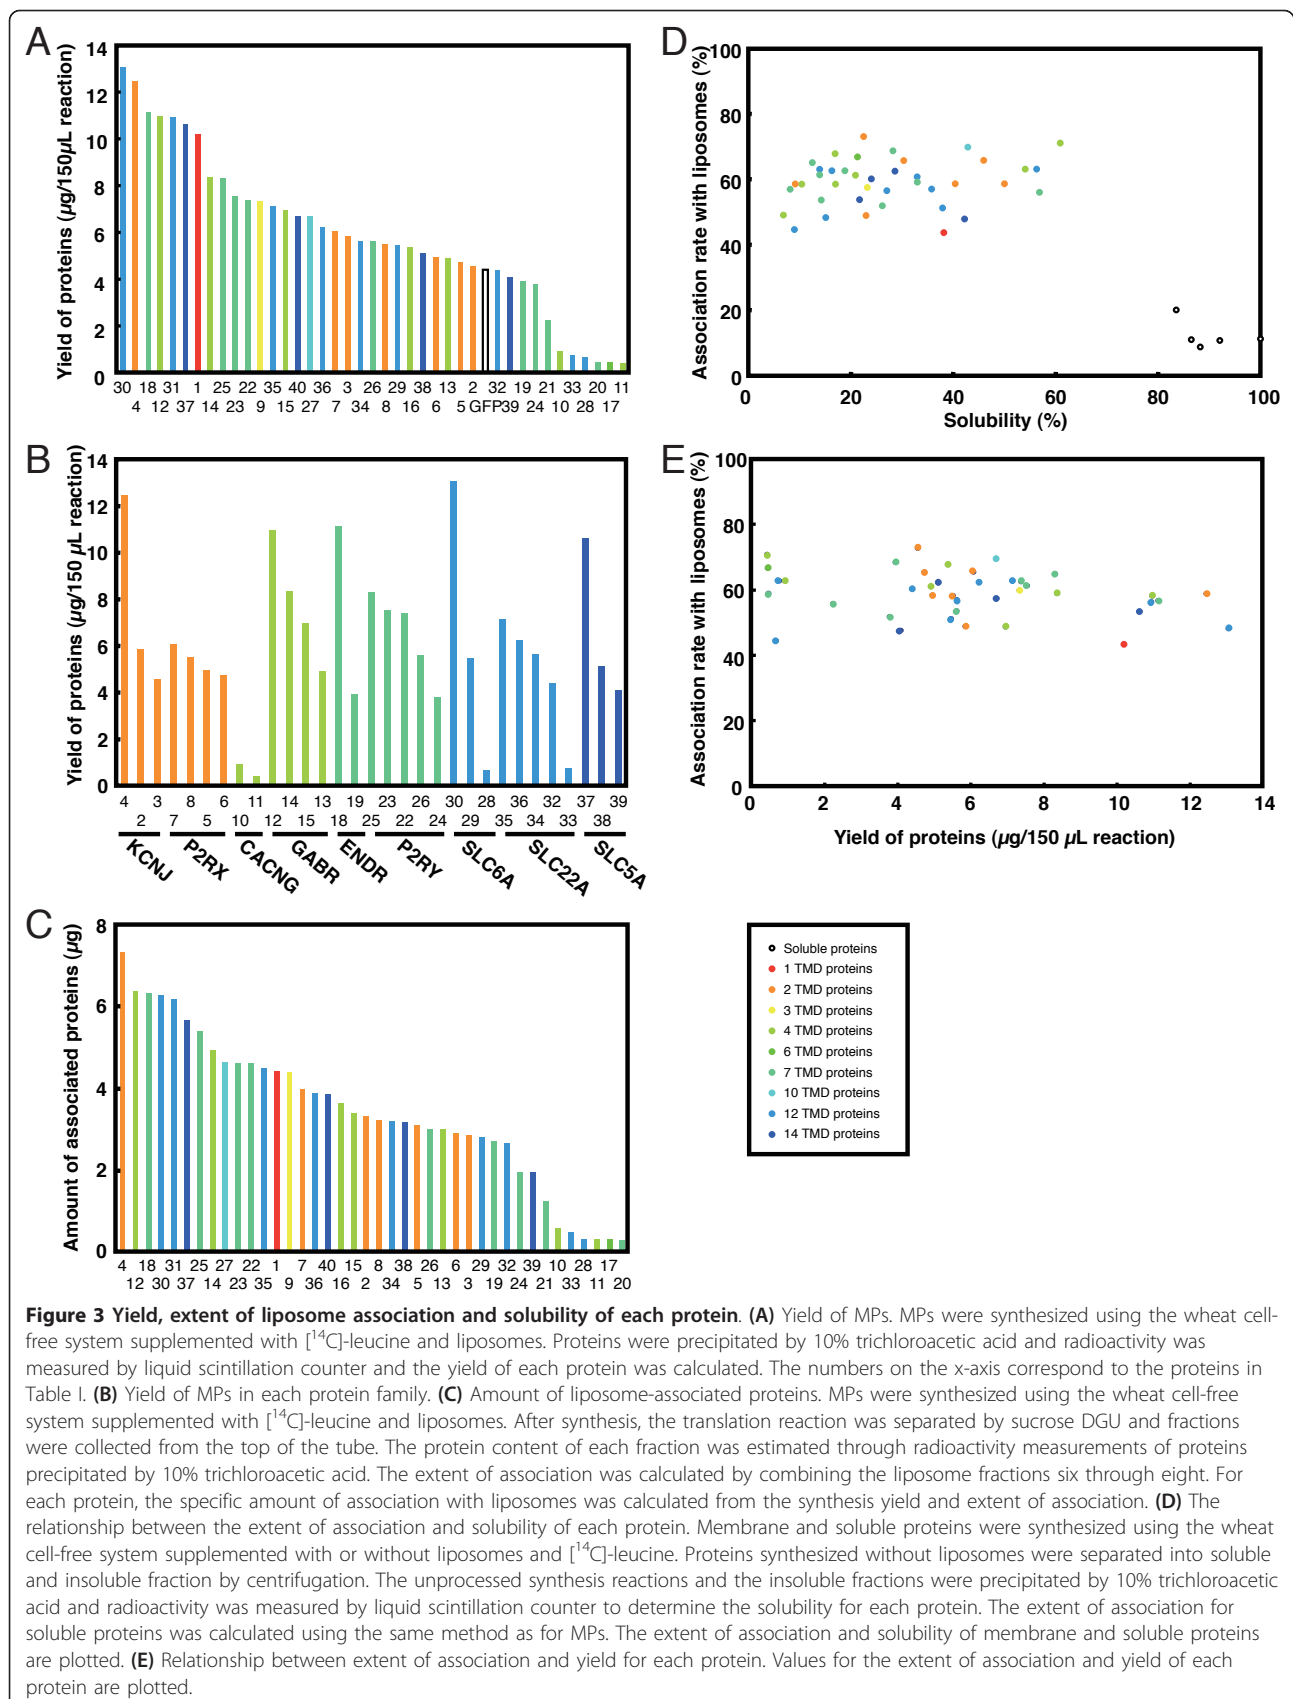 A
Yield of proteins (µg/150µL reaction)
14
12
10
8
6
4
2
0
30 18 31 1 25 22 35 40 36 3 26 29 38 13 2 32 19 21 33 20 11
4 12 37 14 23 9 15 27 7 34 8 16 6 5 GFP 39 24 10 28 17
B
Yield of proteins (µg/150 µL reaction)
14
12
10
8
6
4
2
0
4 3 8 6 11 14 13 19 23 26 30 28 36 32 37 39
2 7 5 10 12 15 18 25 22 24 29 35 34 33 38
KCNJ P2RX CACNG GABR ENDR P2RY SLC6A SLC22A SLC5A
C
Amount of associated proteins (µg)
8
6
4
2
0
4 18 31 25 27 22 1 7 40 15 8 38 26 6 29 32 39 10 28 17
12 30 37 14 23 35 9 36 16 2 34 5 13 3 19 24 21 33 11 20
D
Association rate with liposomes (%)
100
80
60
40
20
0
0 20 40 60 80 100
Solubility (%)
E
Association rate with liposomes (%)
100
80
60
40
20
0
0 2 4 6 8 10 12 14
Yield of proteins (µg/150 µL reaction)
Soluble proteins
1 TMD proteins
2 TMD proteins
3 TMD proteins
4 TMD proteins
6 TMD proteins
7 TMD proteins
10 TMD proteins
12 TMD proteins
14 TMD proteins
Figure 3 Yield, extent of liposome association and solubility of each protein. (A) Yield of MPs. MPs were synthesized using the wheat cell-
free system supplemented with [14C]-leucine and liposomes. Proteins were precipitated by 10% trichloroacetic acid and radioactivity was
measured by liquid scintillation counter and the yield of each protein was calculated. The numbers on the x-axis correspond to the proteins in
Table I. (B) Yield of MPs in each protein family. (C) Amount of liposome-associated proteins. MPs were synthesized using the wheat cell-free
system supplemented with [14C]-leucine and liposomes. After synthesis, the translation reaction was separated by sucrose DGU and fractions
were collected from the top of the tube. The protein content of each fraction was estimated through radioactivity measurements of proteins
precipitated by 10% trichloroacetic acid. The extent of association was calculated by combining the liposome fractions six through eight. For
each protein, the specific amount of association with liposomes was calculated from the synthesis yield and extent of association. (D) The
relationship between the extent of association and solubility of each protein. Membrane and soluble proteins were synthesized using the wheat
cell-free system supplemented with or without liposomes and [14C]-leucine. Proteins synthesized without liposomes were separated into soluble
and insoluble fraction by centrifugation. The unprocessed synthesis reactions and the insoluble fractions were precipitated by 10% trichloroacetic
acid and radioactivity was measured by liquid scintillation counter to determine the solubility for each protein. The extent of association for
soluble proteins was calculated using the same method as for MPs. The extent of association and solubility of membrane and soluble proteins
are plotted. (E) Relationship between extent of association and yield for each protein. Values for the extent of association and yield of each
protein are plotted.